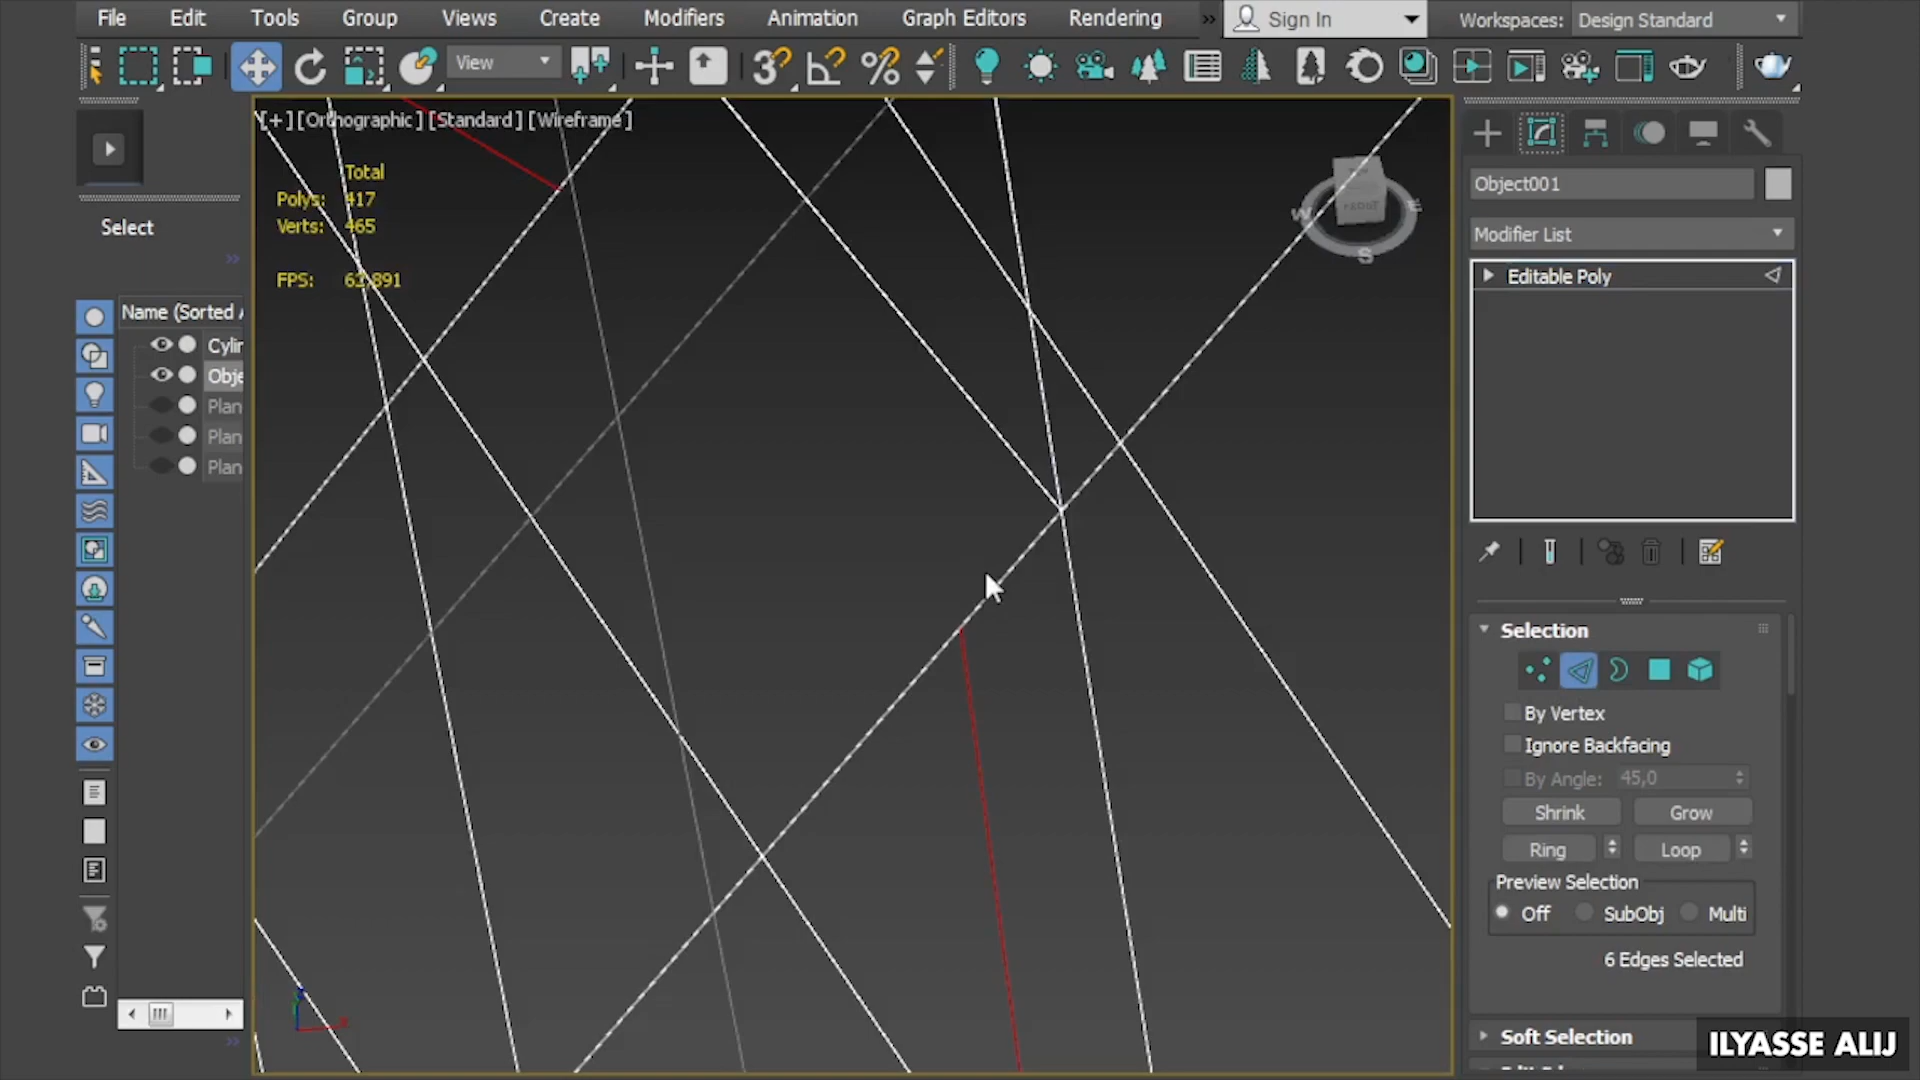 File Edit Tools Group Views Create Modifiers Animation Graph Editors Rendering » Sign In Workspaces: Design Standard
View
[+] [Orthographic ] [Standard ] [Wireframe ]
Total
Polys: 417
Verts: 465
FPS:
Select
Name (Sorted A
Cylin
Obje
Plan
Plan
Plan
FRONT
W
E
S
Object001
Modifier List
Editable Poly
Selection
By Vertex
Ignore Backfacing
By Angle: 45,0
Shrink Grow
Ring Loop
Preview Selection
Off SubObj Multi
6 Edges Selected
Soft Selection
ILYASSE ALIJ